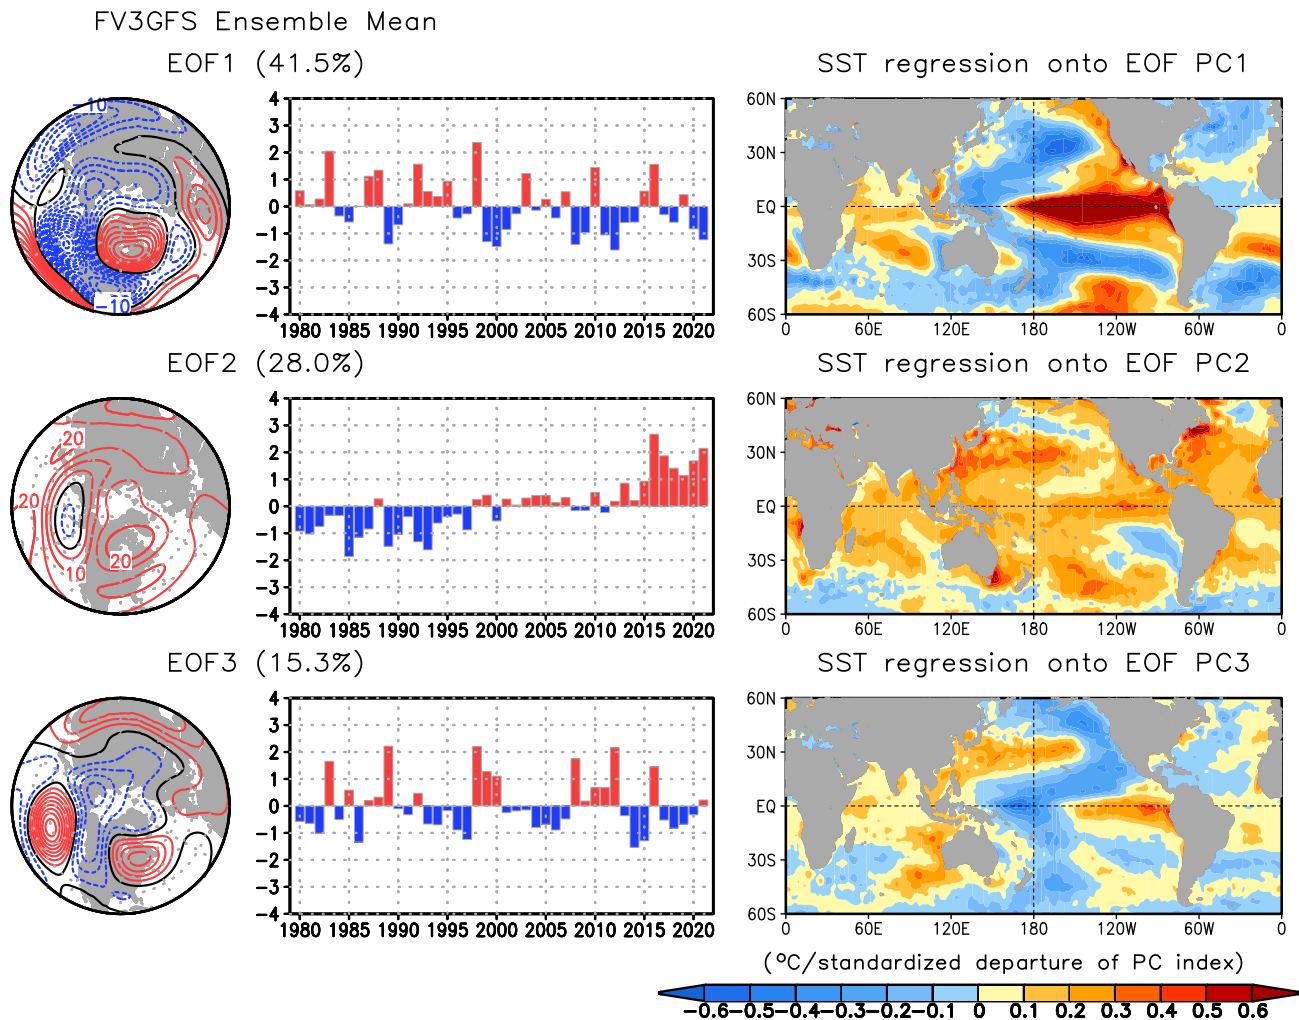 FV3GFS Ensemble Mean
EOF1 (41.5%)
SST regression onto EOF PC1
-10
-10
4
3
2
1
0
-1
-2
-3
-4
1980 1985 1990 1995 2000 2005 2010 2015 2020
60N
30N
EQ
30S
60S
0 60E 120E 180 120W 60W 0
EOF2 (28.0%)
SST regression onto EOF PC2
20
20
20
10
4
3
2
1
0
-1
-2
-3
-4
1980 1985 1990 1995 2000 2005 2010 2015 2020
60N
30N
EQ
30S
60S
0 60E 120E 180 120W 60W 0
EOF3 (15.3%)
SST regression onto EOF PC3
4
3
2
1
0
-1
-2
-3
-4
1980 1985 1990 1995 2000 2005 2010 2015 2020
60N
30N
EQ
30S
60S
0 60E 120E 180 120W 60W 0
(°C/standardized departure of PC index)
-0.6 -0.5 -0.4 -0.3 -0.2 -0.1 0 0.1 0.2 0.3 0.4 0.5 0.6